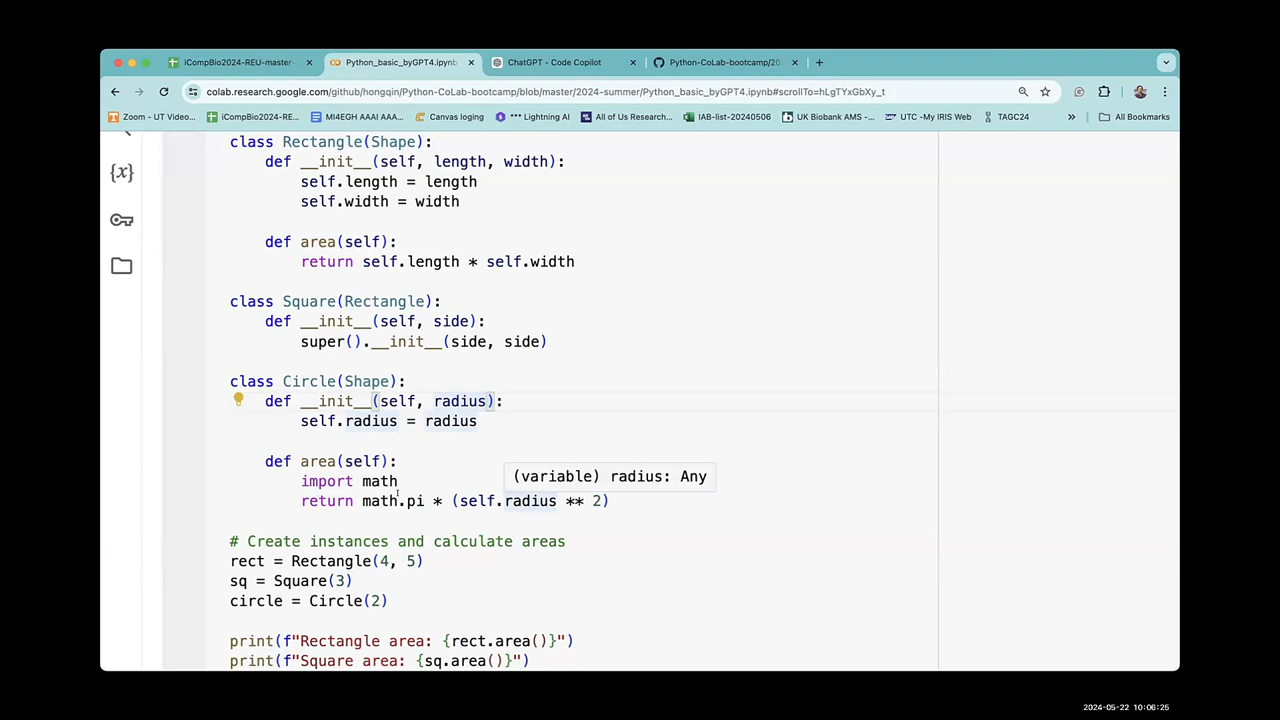 iCompBio2024-REU-master-
Python_basic_byGPT4.ipynb
ChatGPT - Code Copilot
Python-CoLab-bootcamp/20
colab.research.google.com/github/hongqin/Python-CoLab-bootcamp/blob/master/2024-summer/Python_basic_byGPT4.ipynb#scrollTo=hLgTYxGbXy_t
Zoom - UT Video...
iCompBio2024-RE...
MI4EGH AAAI AAA...
Canvas loging
*** Lightning AI
All of Us Research...
IAB-list-20240506
UK Biobank AMS -...
UTC -My IRIS Web
TAGC24
»
All Bookmarks
{x}
class Rectangle(Shape):
    def __init__(self, length, width):
        self.length = length
        self.width = width
    def area(self):
        return self.length * self.width
class Square(Rectangle):
    def __init__(self, side):
        super().__init__(side, side)
class Circle(Shape):
    def __init__(self, radius):
        self.radius = radius
    def area(self):
        import math
(variable) radius: Any
        return math.pi * (self.radius ** 2)
# Create instances and calculate areas
rect = Rectangle(4, 5)
sq = Square(3)
circle = Circle(2)
print(f"Rectangle area: {rect.area()}")
print(f"Square area: {sq.area()}")
2024-05-22 10:06:25